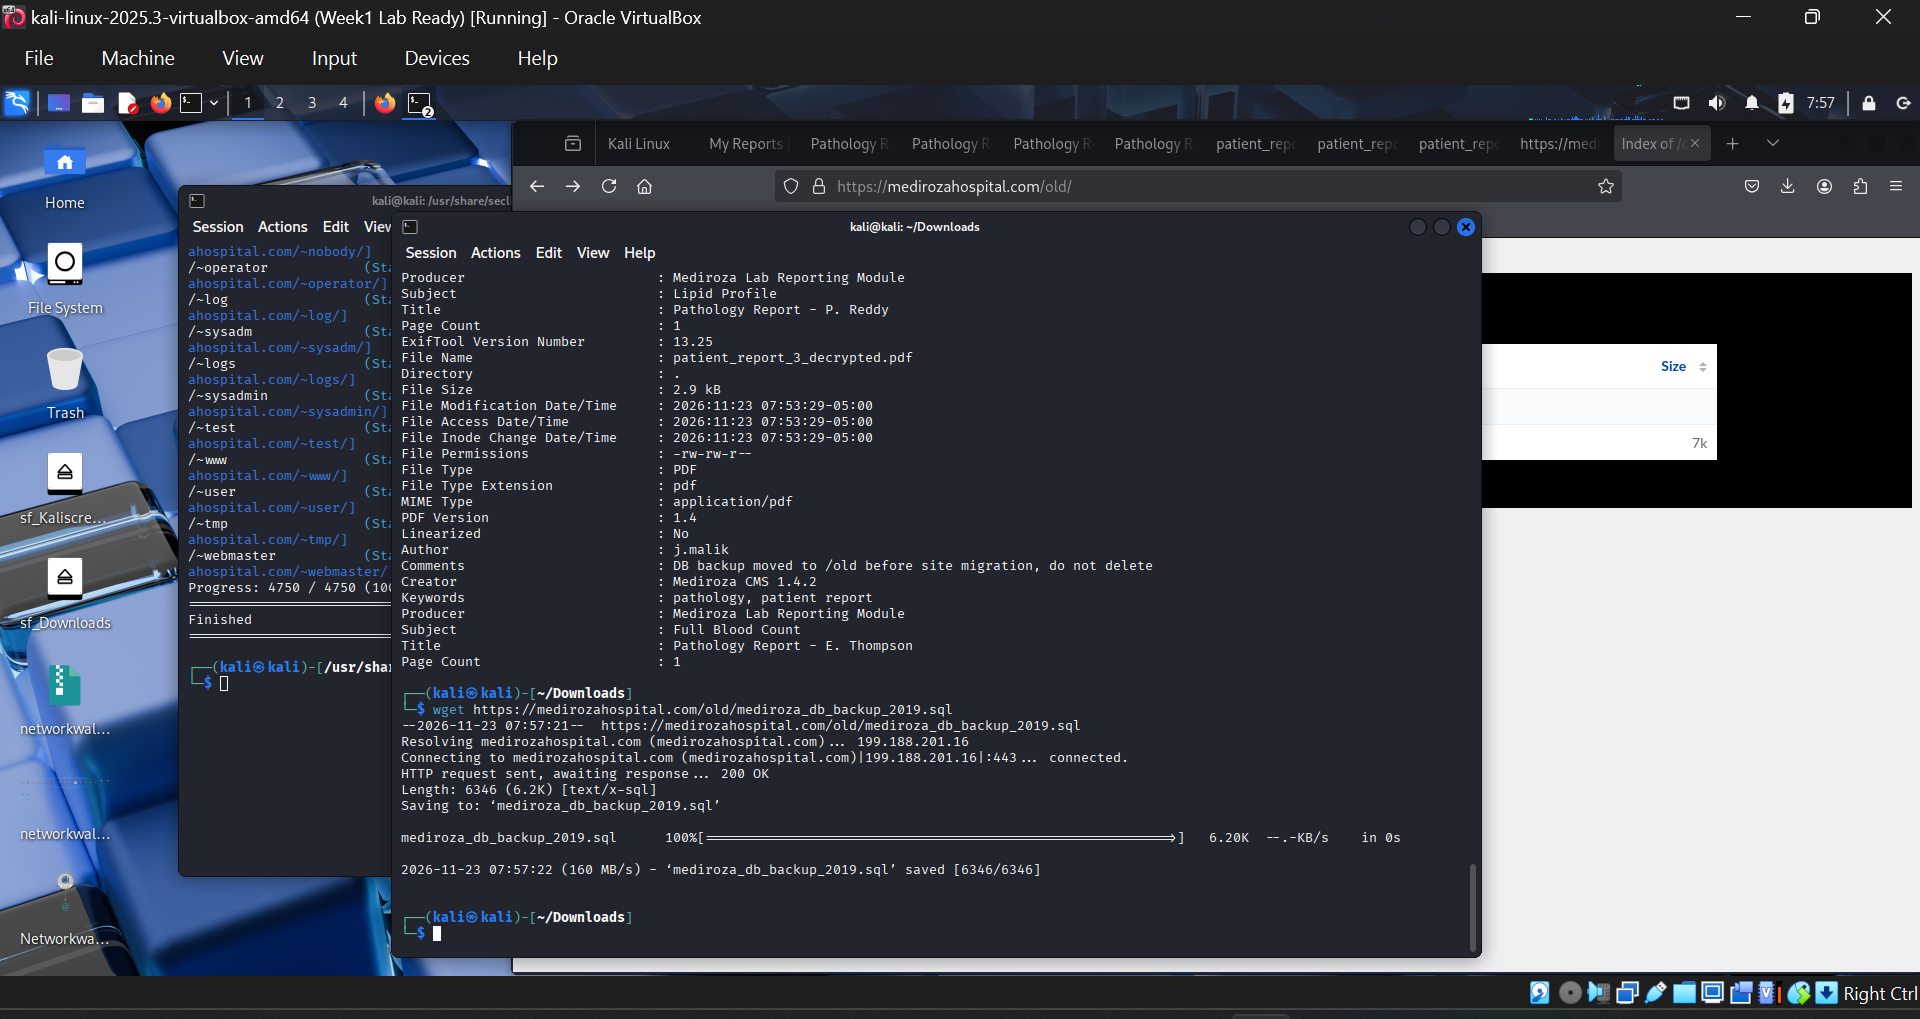 kali-linux-2025.3-virtualbox-amd64 (Week1 Lab Ready) [Running] - Oracle VirtualBox
File Machine View Input Devices Help
1 2 3 4 2 7:57
Kali Linux My Reports Pathology R Pathology R Pathology R Pathology R patient_repo patient_repo patient_repo https://medi Index of /o
https://medirozahospital.com/old/
Home
File System
Trash
sf_Kaliscre...
sf_Downloads
networkwal...
networkwal...
Networkwa...
kali@kali: /usr/share/secl
Session Actions Edit View
ahospital.com/~nobody/]
/~operator (Sta
ahospital.com/~operator/]
/~log (Sta
ahospital.com/~log/]
/~sysadm (Sta
ahospital.com/~sysadm/]
/~logs (Sta
ahospital.com/~logs/]
/~sysadmin (Sta
ahospital.com/~sysadmin/]
/~test (Sta
ahospital.com/~test/]
/~www (Sta
ahospital.com/~www/]
/~user (Sta
ahospital.com/~user/]
/~tmp (Sta
ahospital.com/~tmp/]
/~webmaster (Sta
ahospital.com/~webmaster/
Progress: 4750 / 4750 (100
Finished
┌──(kali㉿kali)-[/usr/shar
└─$
kali@kali: ~/Downloads
Session Actions Edit View Help
Producer : Mediroza Lab Reporting Module
Subject : Lipid Profile
Title : Pathology Report - P. Reddy
Page Count : 1
ExifTool Version Number : 13.25
File Name : patient_report_3_decrypted.pdf
Directory : .
File Size : 2.9 kB
File Modification Date/Time : 2026:11:23 07:53:29-05:00
File Access Date/Time : 2026:11:23 07:53:29-05:00
File Inode Change Date/Time : 2026:11:23 07:53:29-05:00
File Permissions : -rw-rw-r--
File Type : PDF
File Type Extension : pdf
MIME Type : application/pdf
PDF Version : 1.4
Linearized : No
Author : j.malik
Comments : DB backup moved to /old before site migration, do not delete
Creator : Mediroza CMS 1.4.2
Keywords : pathology, patient report
Producer : Mediroza Lab Reporting Module
Subject : Full Blood Count
Title : Pathology Report - E. Thompson
Page Count : 1
┌──(kali㉿kali)-[~/Downloads]
└─$ wget https://medirozahospital.com/old/mediroza_db_backup_2019.sql
--2026-11-23 07:57:21-- https://medirozahospital.com/old/mediroza_db_backup_2019.sql
Resolving medirozahospital.com (medirozahospital.com)... 199.188.201.16
Connecting to medirozahospital.com (medirozahospital.com)|199.188.201.16|:443... connected.
HTTP request sent, awaiting response... 200 OK
Length: 6346 (6.2K) [text/x-sql]
Saving to: ‘mediroza_db_backup_2019.sql’
mediroza_db_backup_2019.sql 100%[===================>] 6.20K --.-KB/s in 0s
2026-11-23 07:57:22 (160 MB/s) - ‘mediroza_db_backup_2019.sql’ saved [6346/6346]
┌──(kali㉿kali)-[~/Downloads]
└─$
Size
7k
Right Ctrl